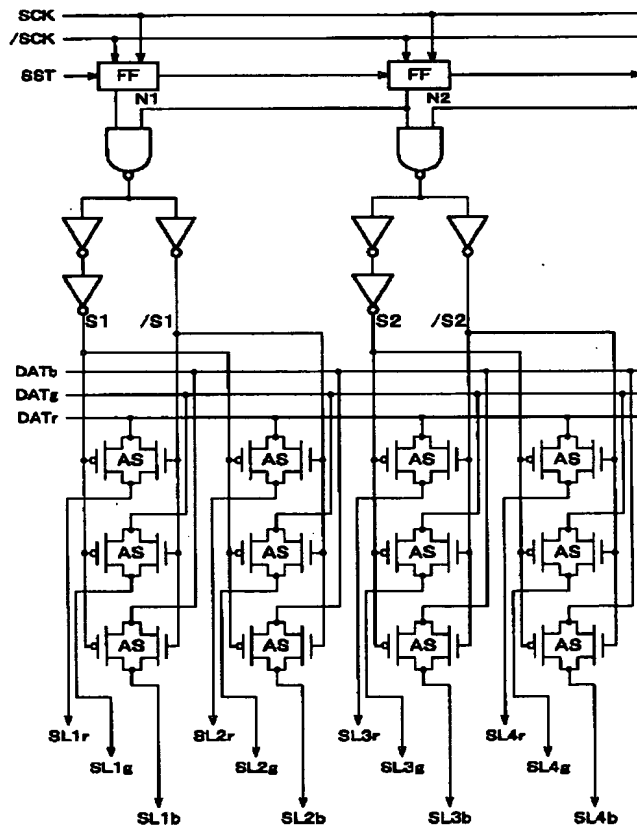 SCK
/SCK
SST FF FF
N1 N2
S1 /S1 S2 /S2
DATb
DATg
DATr
AS AS AS AS
AS AS AS AS
AS AS AS AS
SL1r SL2r SL3r SL4r
SL1g SL2g SL3g SL4g
SL1b SL2b SL3b SL4b